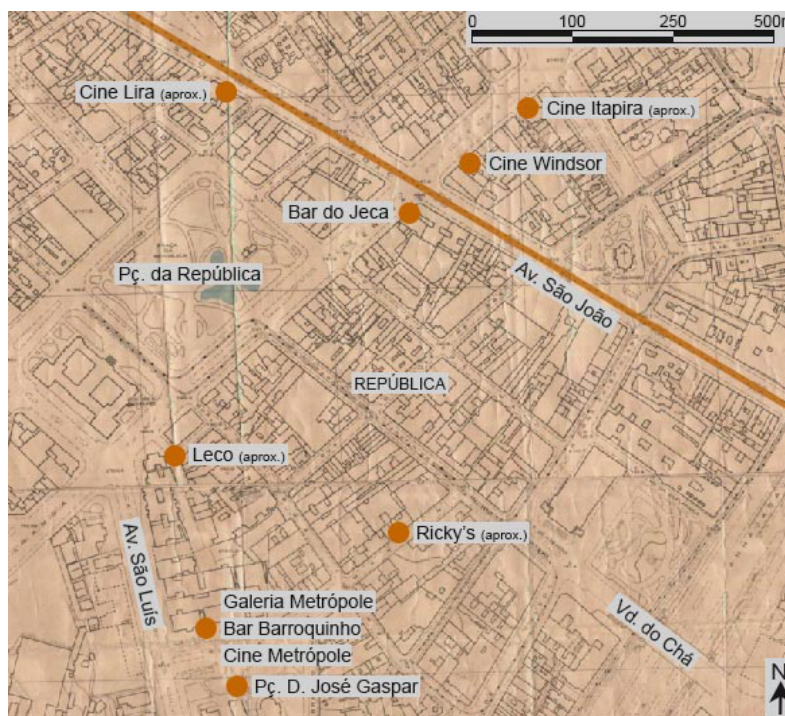 0 100 250 500m
Cine Lira (aprox.)
Cine Itapira (aprox.)
Cine Windsor
Bar do Jeca
Pç. da República
Av. São João
REPÚBLICA
Leco (aprox.)
Av. São Luís
Ricky's (aprox.)
Galeria Metrópole
Bar Barroquinho
Cine Metrópole
Vd. do Chá
Pç. D. José Gaspar
N